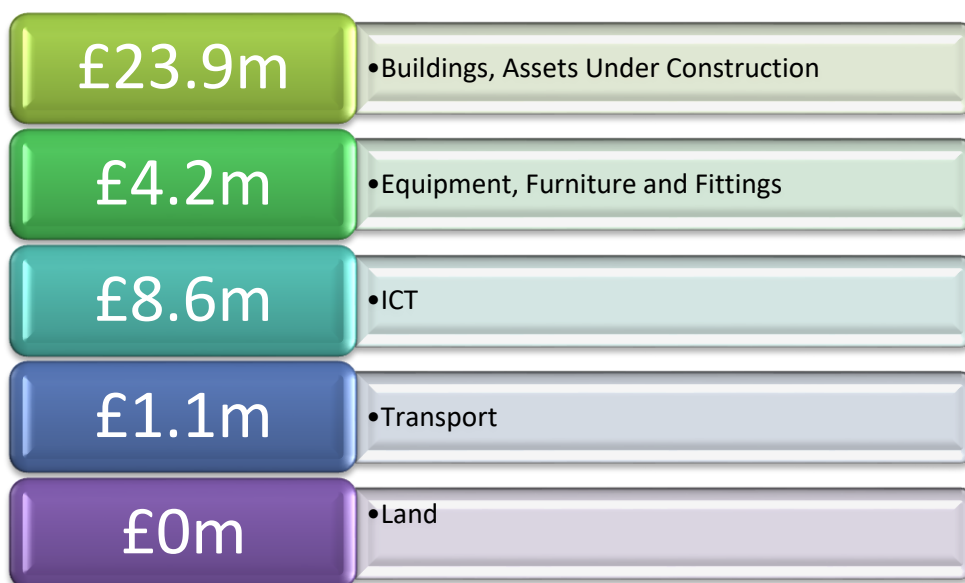 £23.9m
•Buildings, Assets Under Construction
£4.2m
•Equipment, Furniture and Fittings
£8.6m
•ICT
£1.1m
•Transport
£0m
•Land